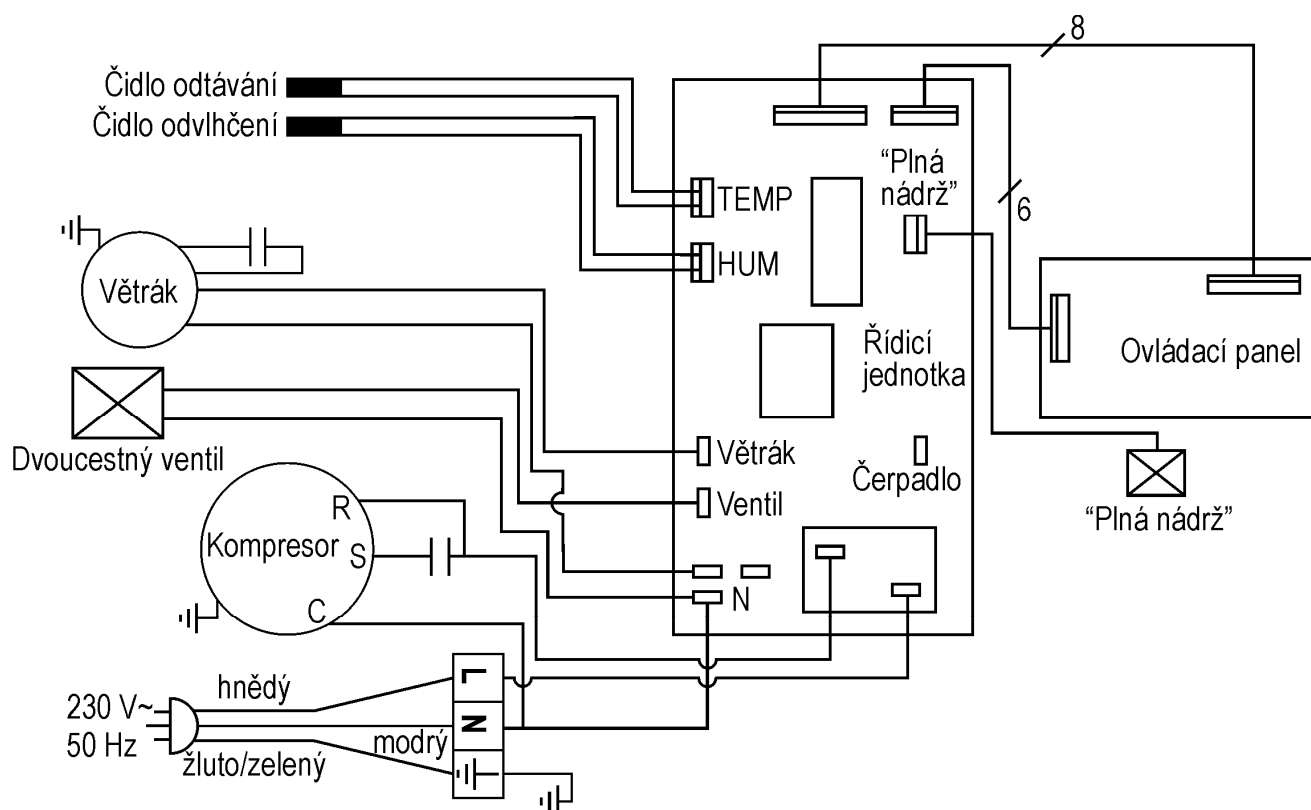 8
Čidlo odtávání
Čidlo odvlhčení
“Plná
nádrž”
TEMP
6
HUM
Větrák
Řídicí
jednotka
Ovládací panel
Dvoucestný ventil
Větrák
Čerpadlo
Ventil
“Plná nádrž”
R
Kompresor
S
C
N
hnědý
L
230 V~
50 Hz
N
modrý
žluto/zelený